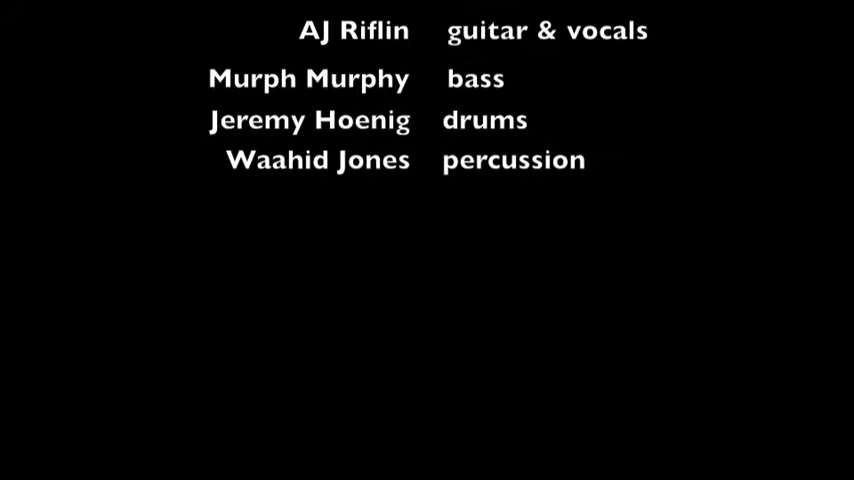 AJ Riflin guitar & vocals
Murph Murphy bass
Jeremy Hoenig drums
Waahid Jones percussion